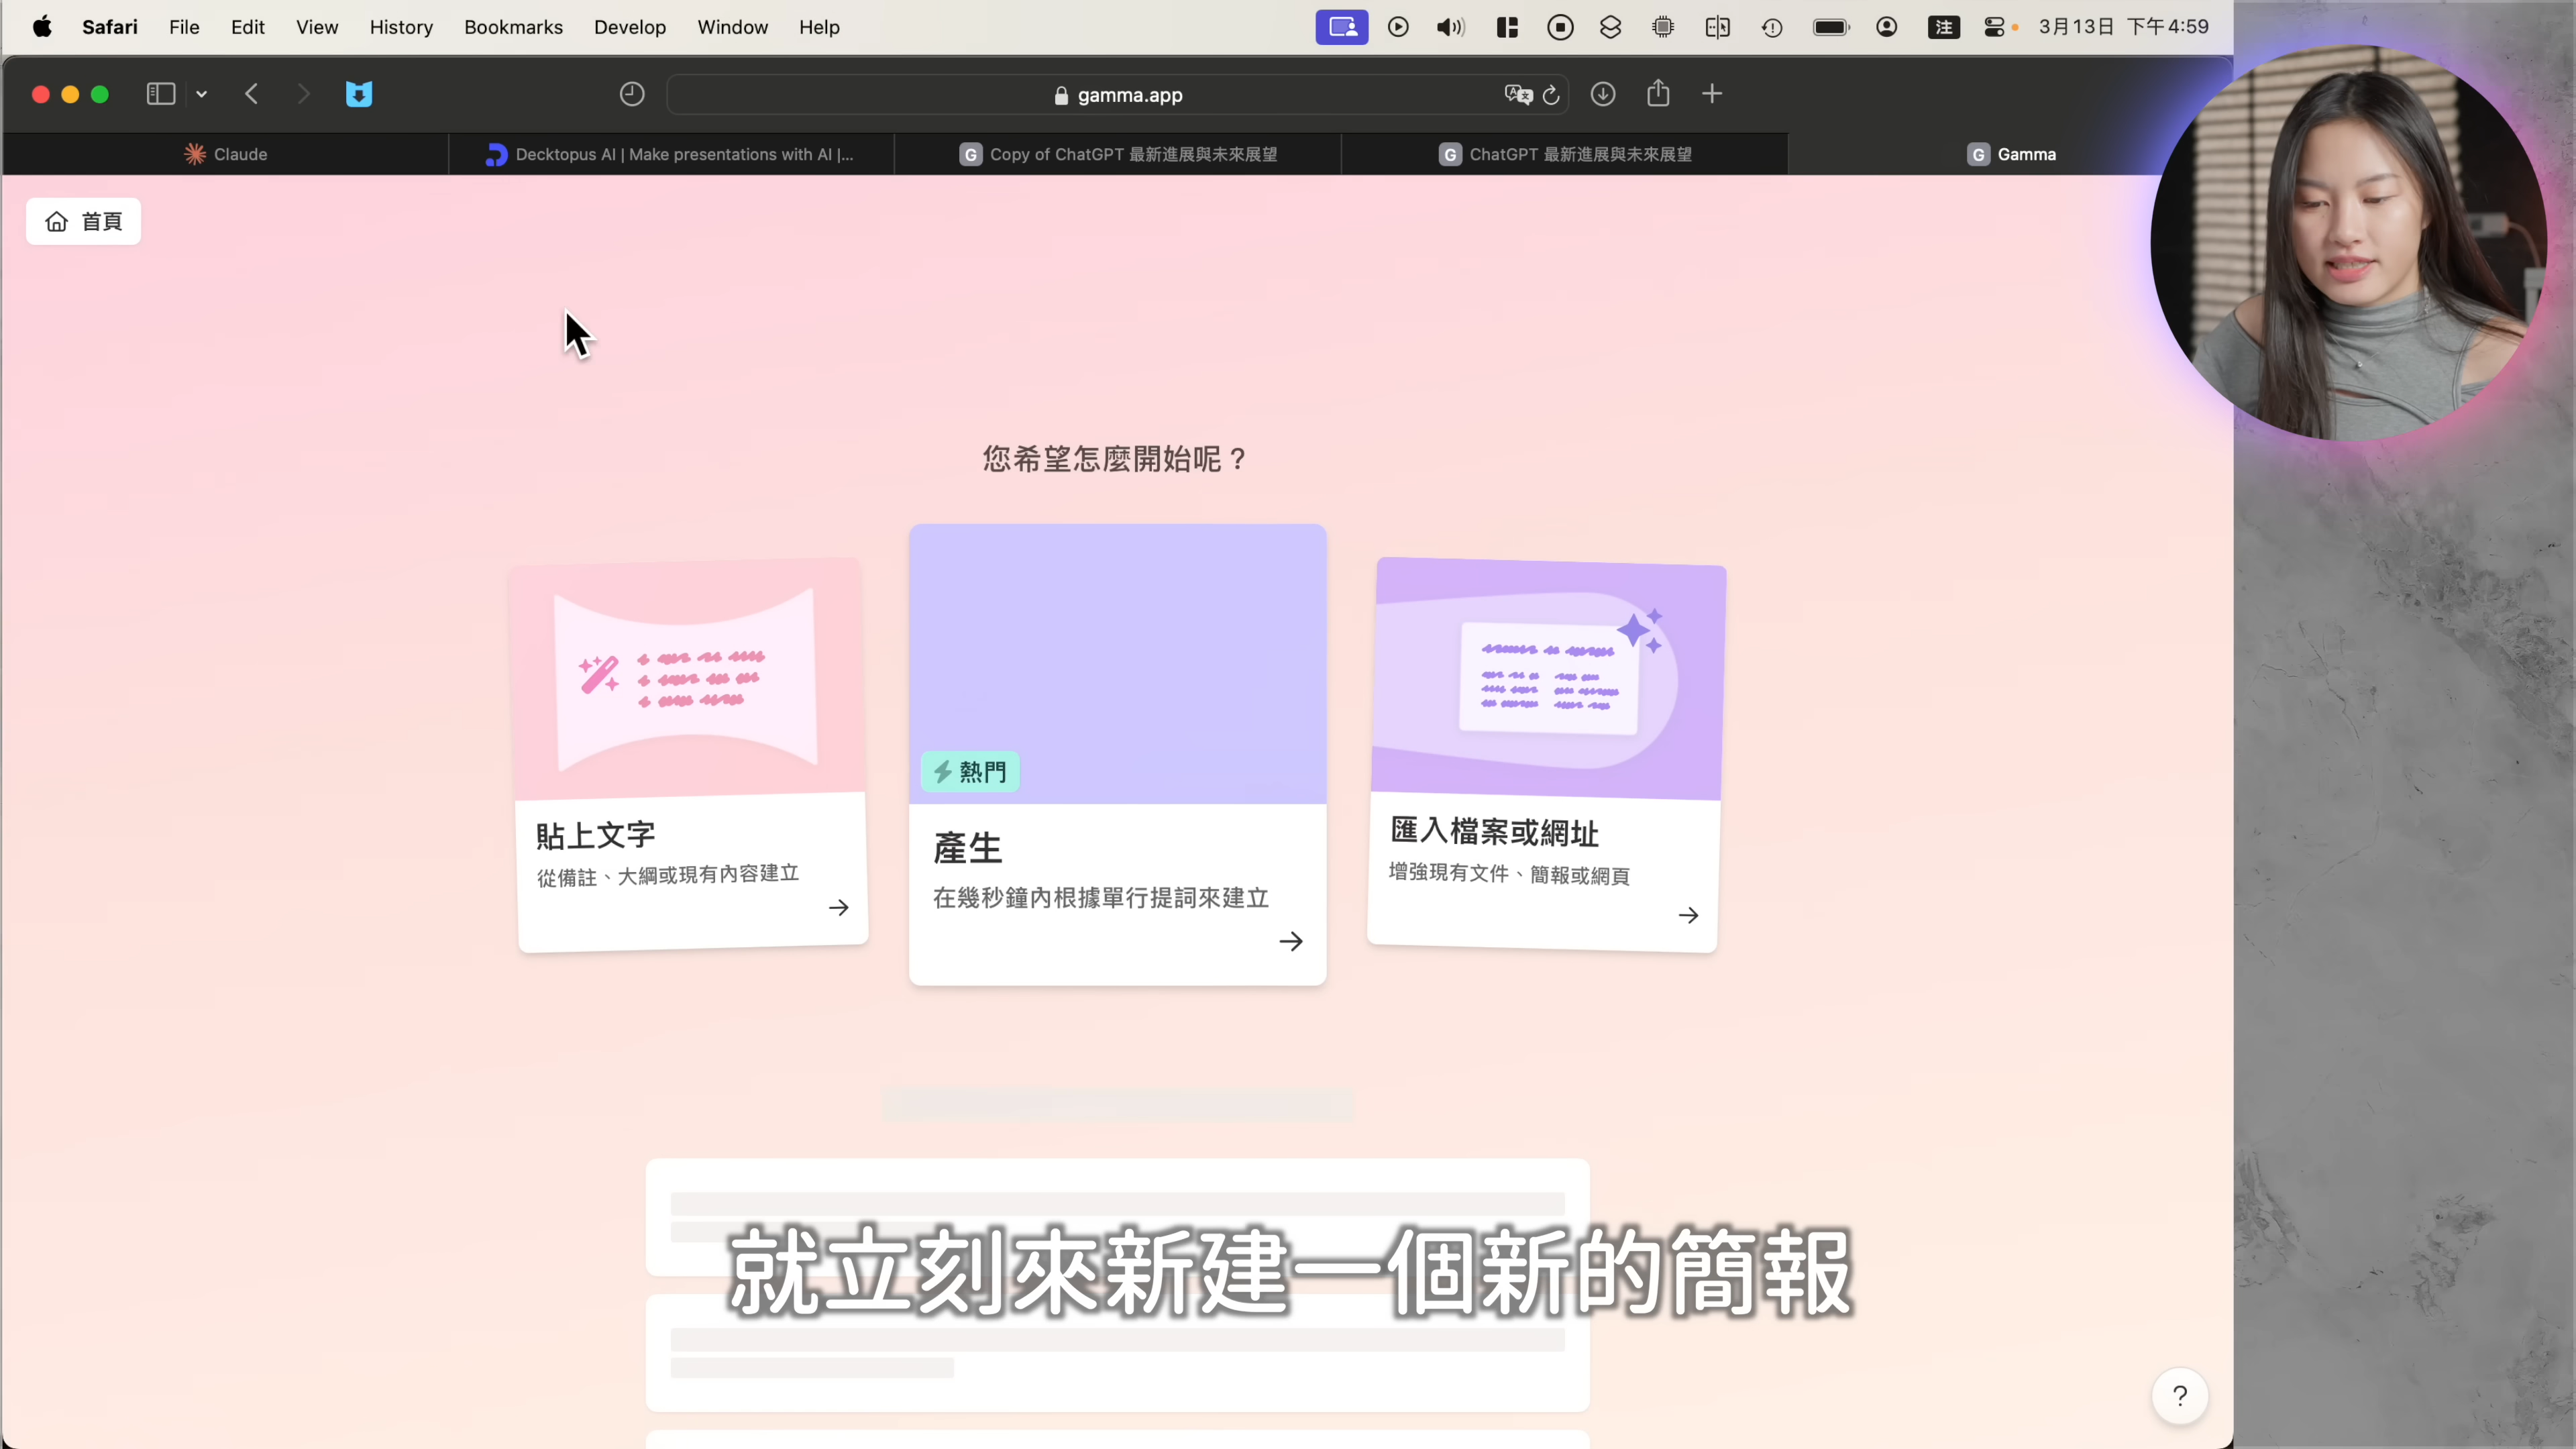 Safari File Edit View History Bookmarks Develop Window Help 注 3月13日 下午4:59
gamma.app
Claude
Decktopus AI | Make presentations with AI |...
G Copy of ChatGPT 最新進展與未來展望
G ChatGPT 最新進展與未來展望
G Gamma
首頁
您希望怎麼開始呢？
貼上文字
從備註、大綱或現有內容建立
熱門
產生
在幾秒鐘內根據單行提詞來建立
匯入檔案或網址
增強現有文件、簡報或網頁
就立刻來新建一個新的簡報
?